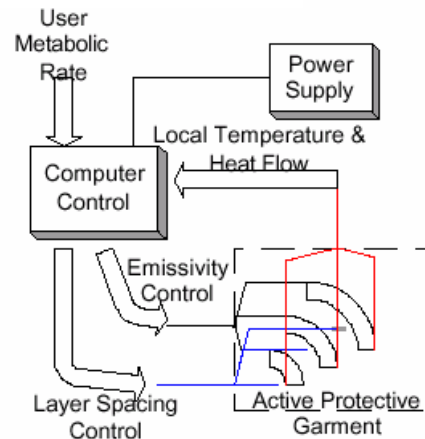 User
Metabolic
Rate
Power
Supply
Local Temperature &
Heat Flow
Computer
Control
Emissivity
Control
Layer Spacing
Control
Active Protective
Garment